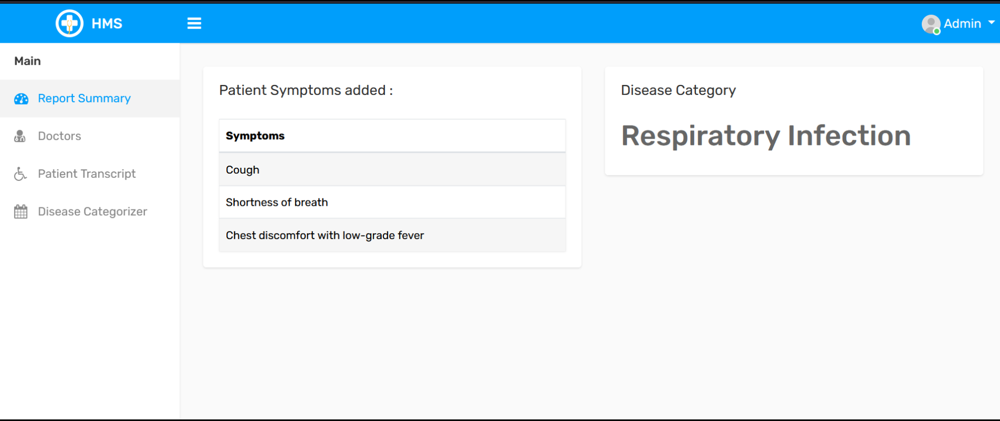 HMS
Admin
Main
Report Summary
Doctors
Patient Transcript
Disease Categorizer
Patient Symptoms added :
Symptoms
Cough
Shortness of breath
Chest discomfort with low-grade fever
Disease Category
Respiratory Infection